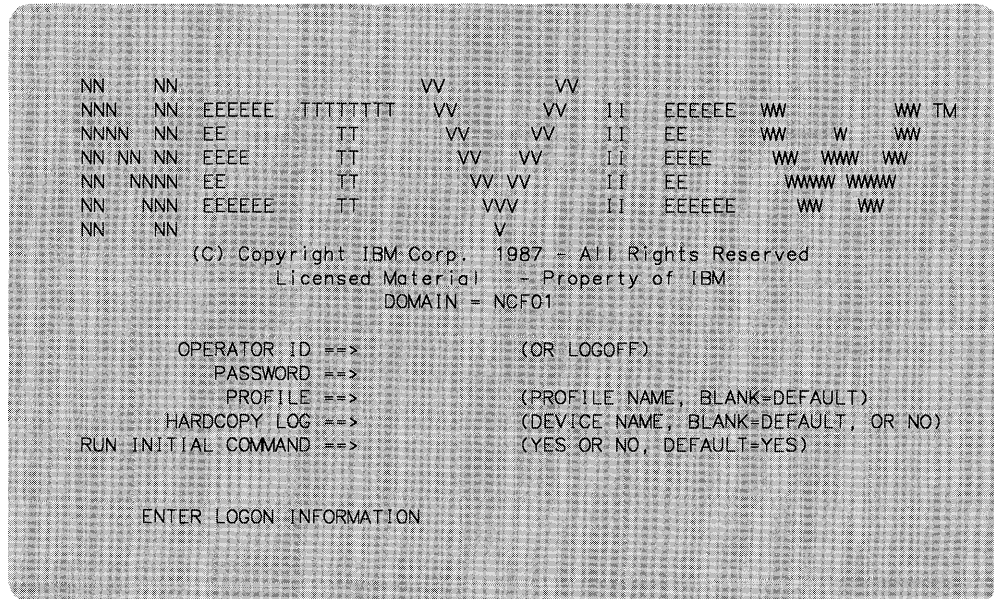 NN    NN                    VV          VV
NNN   NN  EEEEEE  TTTTTTTT   VV        VV   II   EEEEEE  WW         WW TM
NNNN  NN  EE         TT       VV      VV    II   EE      WW    W    WW
NN NN NN  EEEE       TT        VV    VV     II   EEEE     WW  WWW  WW
NN  NNNN  EE         TT         VV VV       II   EE        WWWW WWWW
NN   NNN  EEEEEE     TT          VVV        II   EEEEEE     WW   WW
NN    NN                          V
(C) Copyright IBM Corp. 1987 - All Rights Reserved
Licensed Material - Property of IBM
DOMAIN = NCF01
OPERATOR ID ==> (OR LOGOFF)
PASSWORD ==>
PROFILE ==> (PROFILE NAME, BLANK=DEFAULT)
HARDCOPY LOG ==> (DEVICE NAME, BLANK=DEFAULT, OR NO)
RUN INITIAL COMMAND ==> (YES OR NO, DEFAULT=YES)
ENTER LOGON INFORMATION